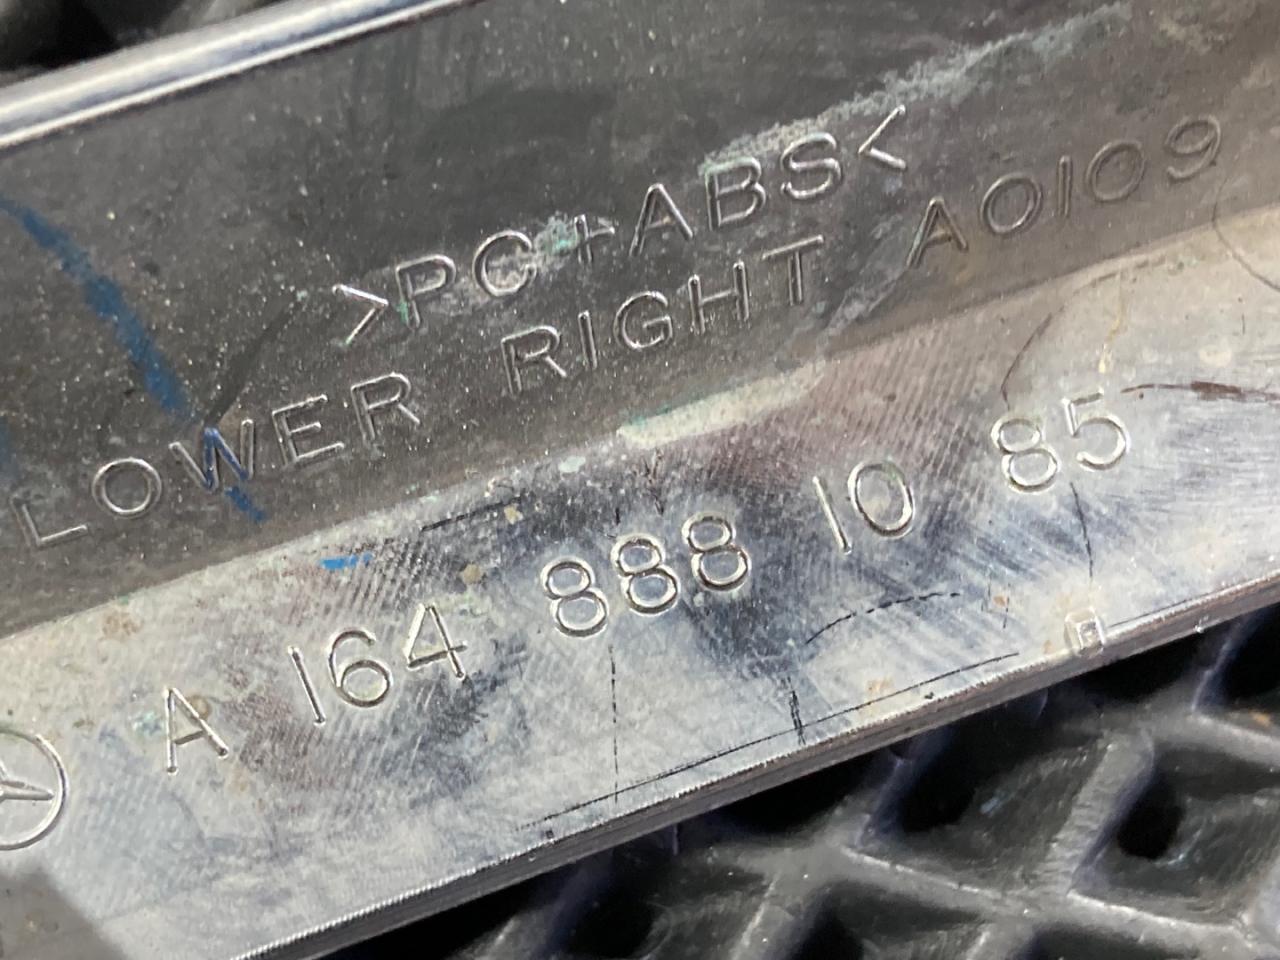 >PC+ABS<
LOWER RIGHT A0109
A 164 888 10 85